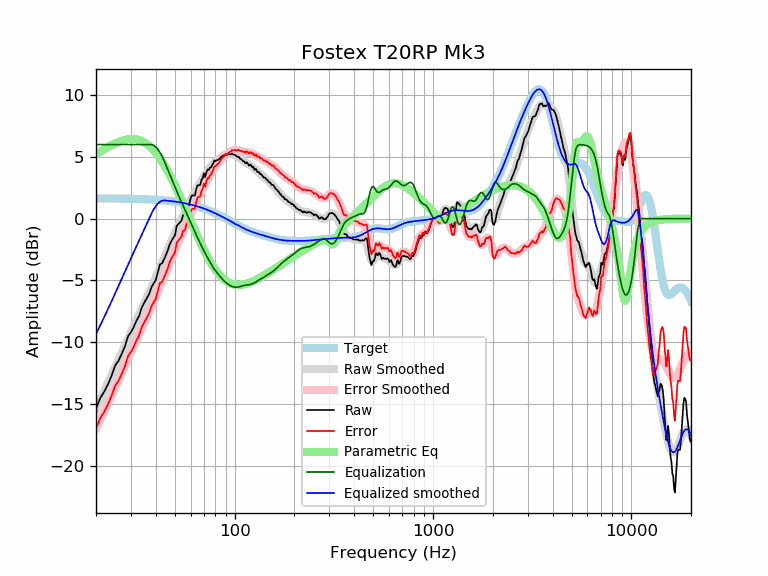 Fostex T20RP Mk3
Amplitude (dBr)
10
5
0
−5
−10
−15
−20
Target
Raw Smoothed
Error Smoothed
Raw
Error
Parametric Eq
Equalization
Equalized smoothed
100
1000
10000
Frequency (Hz)